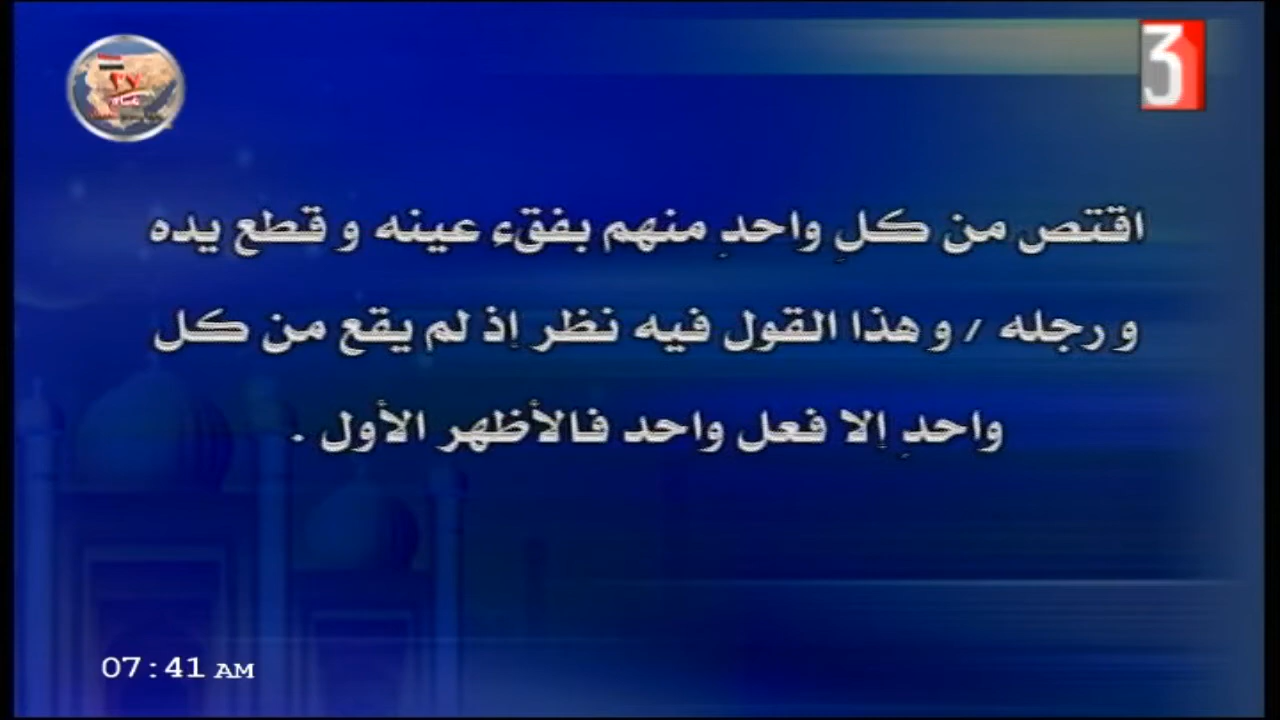 3
٣٧
اقتص من كلِ واحدِ منهم بفقء عينه و قطع يده
و رجله / و هذا القول فيه نظر إذ لم يقع من كل
واحدِ إلا فعل واحد فالأظهر الأول .
07:41 AM